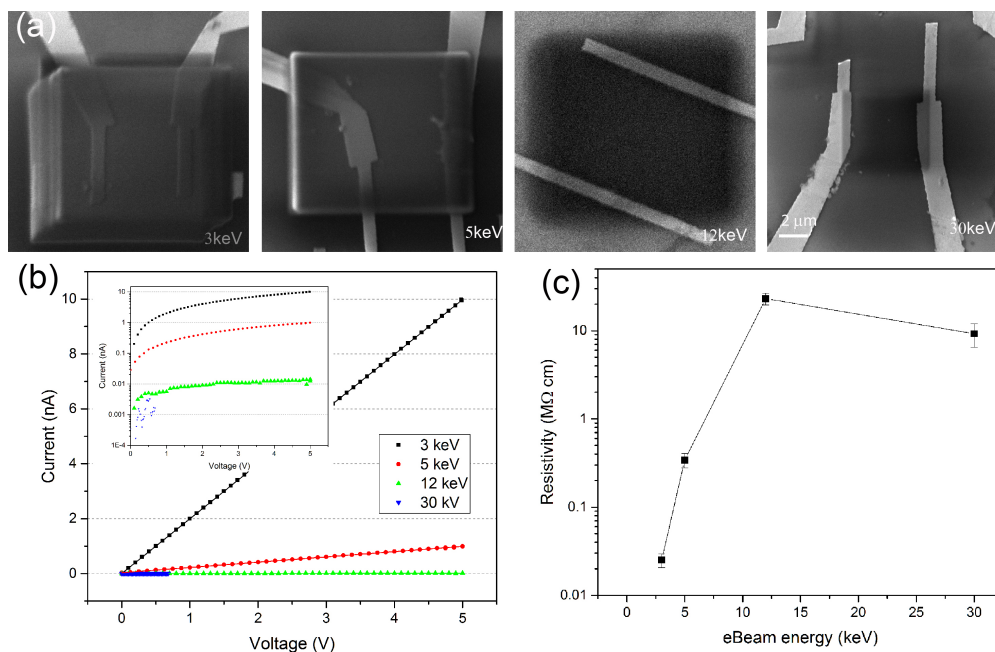 (a)
3keV
5keV
12keV
2 μm
30keV
(b)
10
8
6
4
2
0
Current (nA)
0
1
2
3
4
5
Voltage (V)
10
1
0.1
0.01
0.001
1E-4
Current (nA)
0
1
2
3
4
5
Voltage (V)
3 keV
5 keV
12 keV
30 kV
(c)
10
1
0.1
0.01
Resistivity (MΩ cm)
0
5
10
15
20
25
30
eBeam energy (keV)